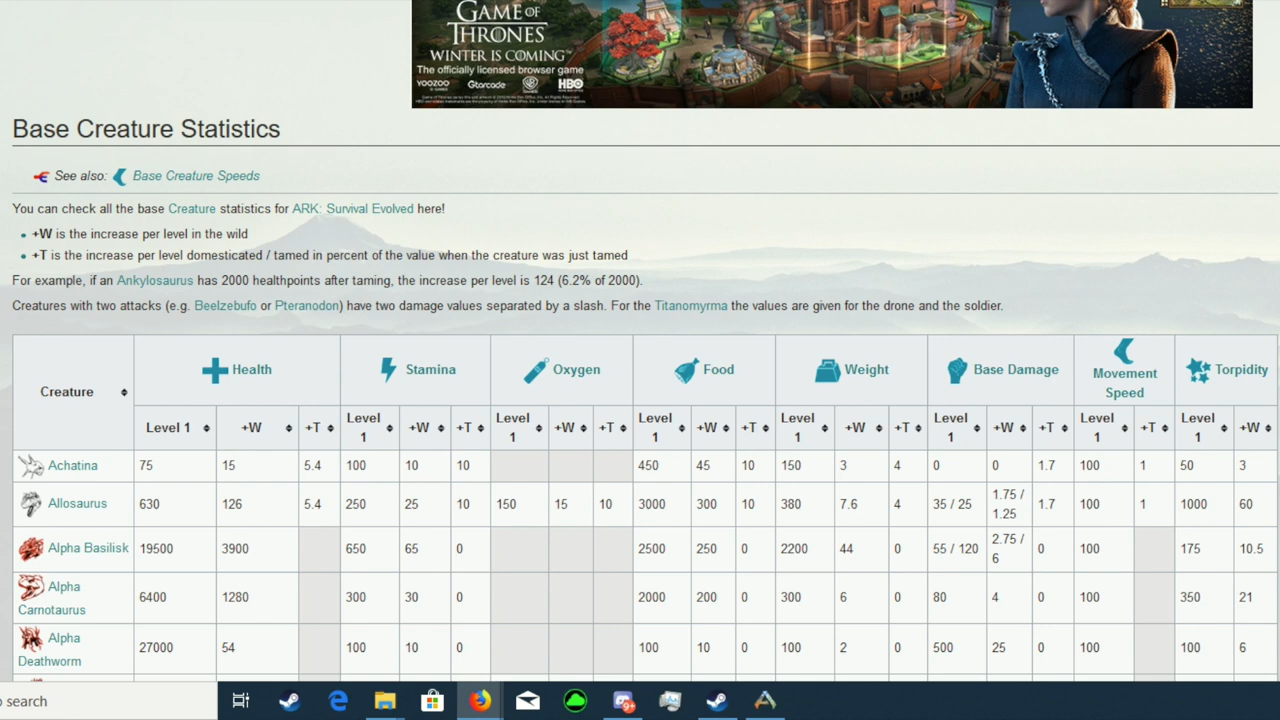 GAME OF
THRONES
WINTER IS COMING™
The officially licensed browser game
YOOZOO Gtarcade HBO
Base Creature Statistics
See also: Base Creature Speeds
You can check all the base Creature statistics for ARK: Survival Evolved here!
• +W is the increase per level in the wild
• +T is the increase per level domesticated / tamed in percent of the value when the creature was just tamed
For example, if an Ankylosaurus has 2000 healthpoints after taming, the increase per level is 124 (6.2% of 2000).
Creatures with two attacks (e.g. Beelzebufo or Pteranodon) have two damage values separated by a slash. For the Titanomyrma the values are given for the drone and the soldier.
Creature Health Stamina Oxygen Food Weight Base Damage Movement Speed Torpidity
Level 1 +W +T Level 1 +W +T Level 1 +W +T Level 1 +W +T Level 1 +W +T Level 1 +W +T Level 1 +T Level 1 +W
Achatina 75 15 5.4 100 10 10 450 45 10 150 3 4 0 0 1.7 100 1 50 3
Allosaurus 630 126 5.4 250 25 10 150 15 10 3000 300 10 380 7.6 4 35 / 25 1.75 / 1.25 1.7 100 1 1000 60
Alpha Basilisk 19500 3900 650 65 0 2500 250 0 2200 44 0 55 / 120 2.75 / 6 0 100 175 10.5
Alpha Carnotaurus 6400 1280 300 30 0 2000 200 0 300 6 0 80 4 0 100 350 21
Alpha Deathworm 27000 54 100 10 0 100 10 0 100 2 0 500 25 0 100 100 6
o search
9+